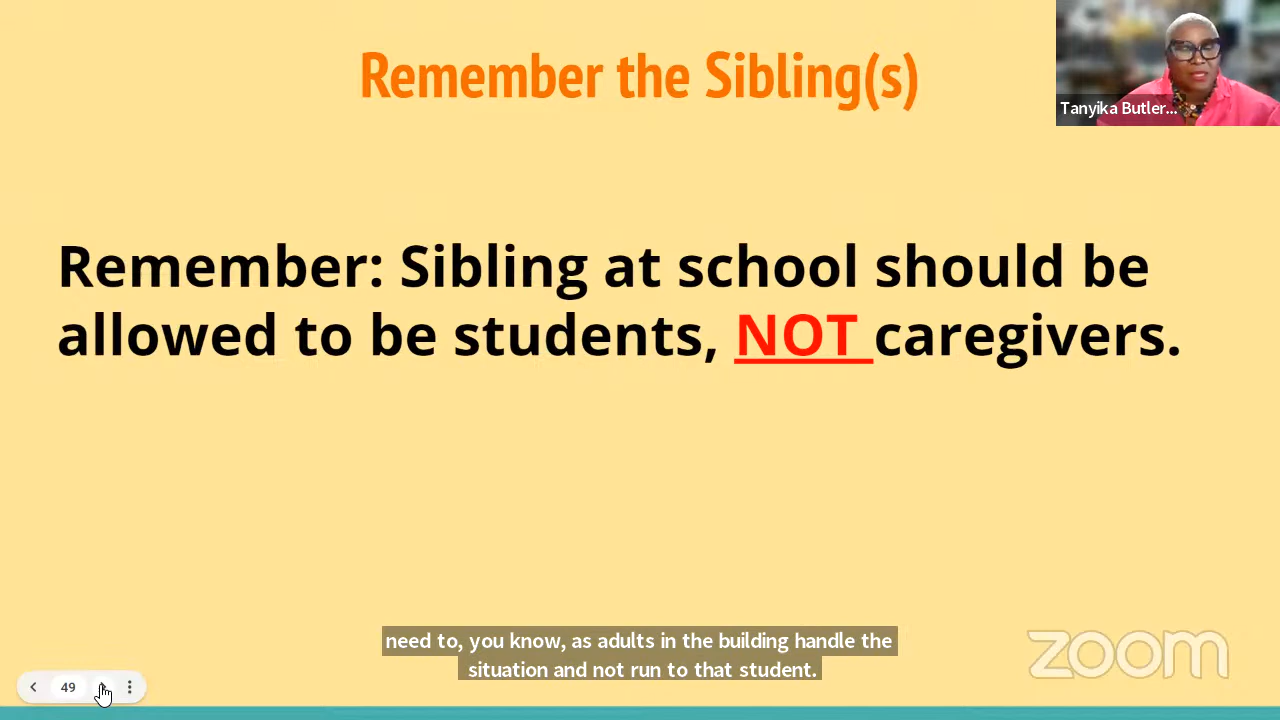 Remember the Sibling(s)
Tanyika Butler...
Remember: Sibling at school should be
allowed to be students, NOT caregivers.
need to, you know, as adults in the building handle the
situation and not run to that student.
zoom
49